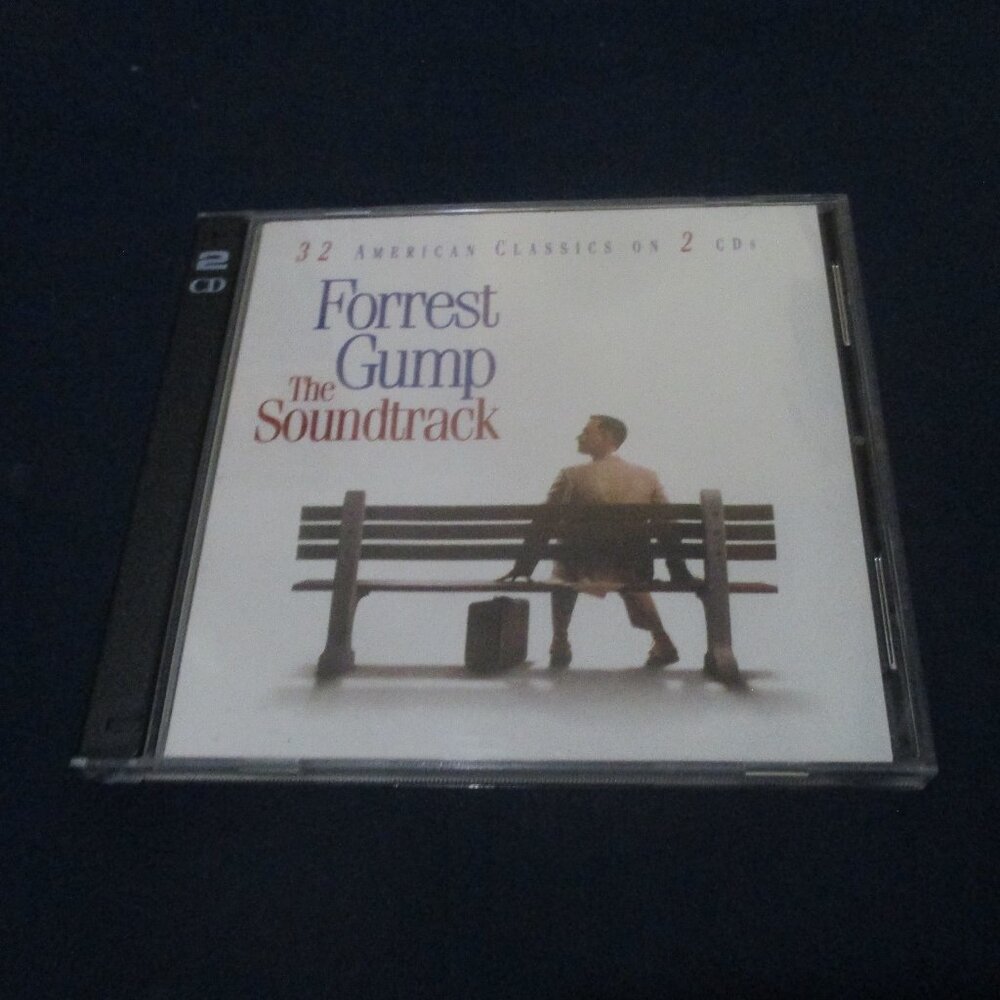 2
CD
32 AMERICAN CLASSICS ON 2 CDs
Forrest
Gump
The
Soundtrack